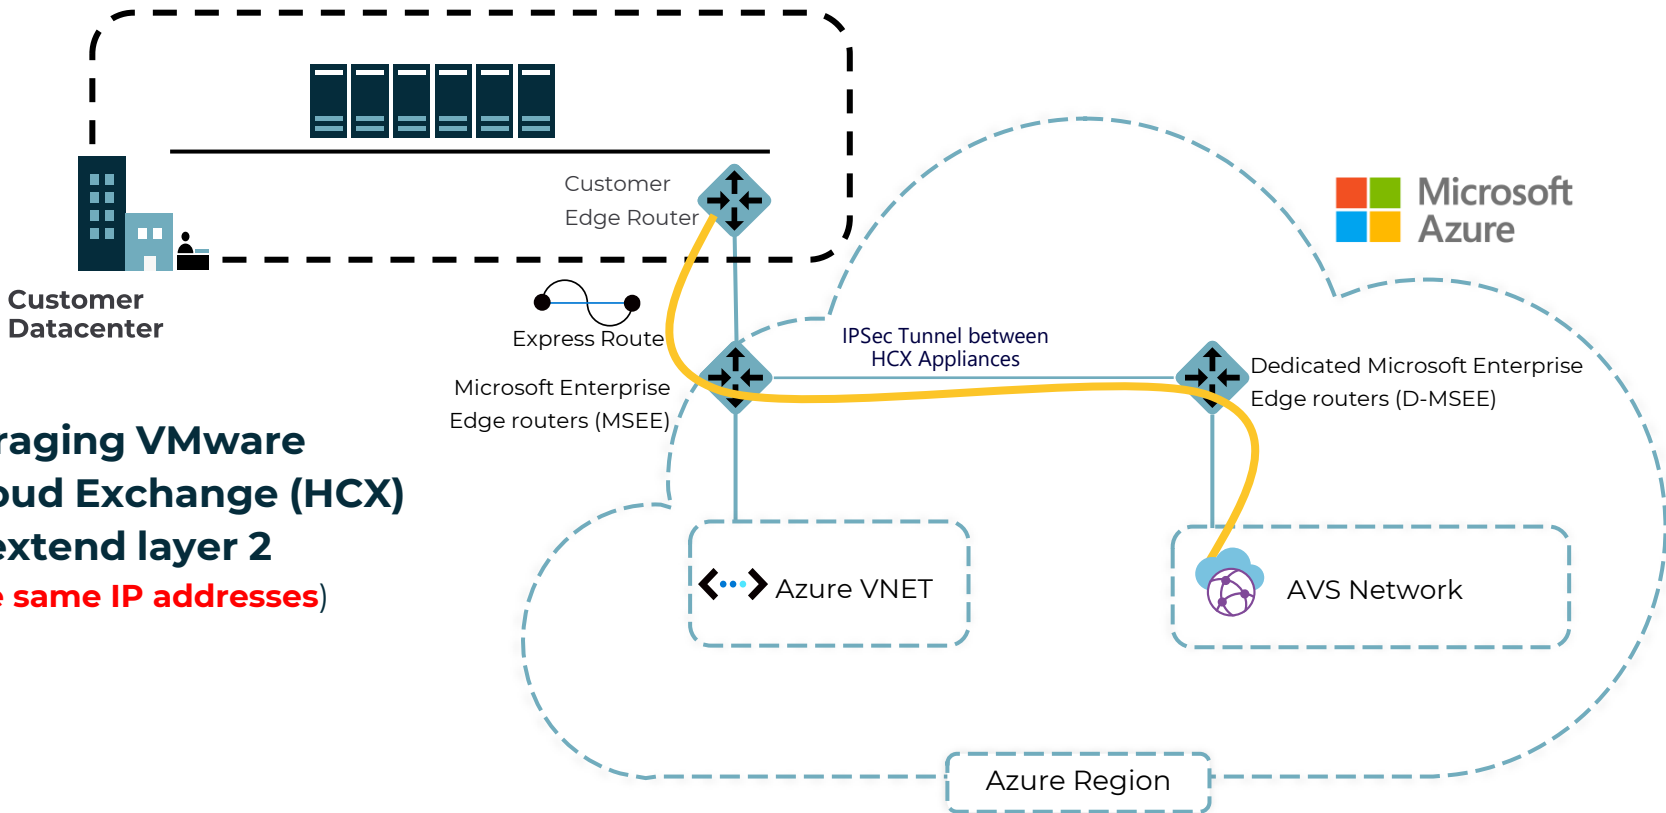 Customer
Edge Router
Microsoft
Azure
Customer
Datacenter
Express Route
IPSec Tunnel between
HCX Appliances
Microsoft Enterprise
Edge routers (MSEE)
Dedicated Microsoft Enterprise
Edge routers (D-MSEE)
raging VMware
oud Exchange (HCX)
extend layer 2
same IP addresses)
Azure VNET
AVS Network
Azure Region